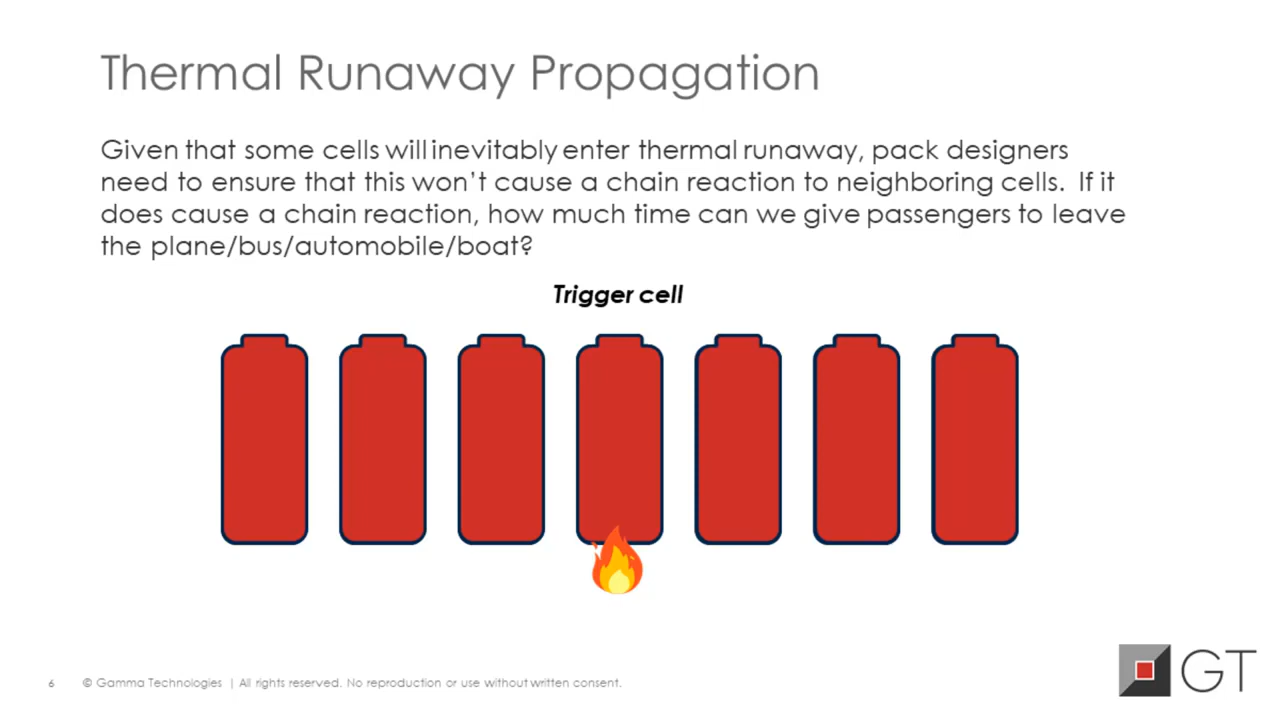 Thermal Runaway Propagation
Given that some cells will inevitably enter thermal runaway, pack designers
need to ensure that this won't cause a chain reaction to neighboring cells. If it
does cause a chain reaction, how much time can we give passengers to leave
the plane/bus/automobile/boat?
Trigger cell
6 © Gamma Technologies | All rights reserved. No reproduction or use without written consent.
GT